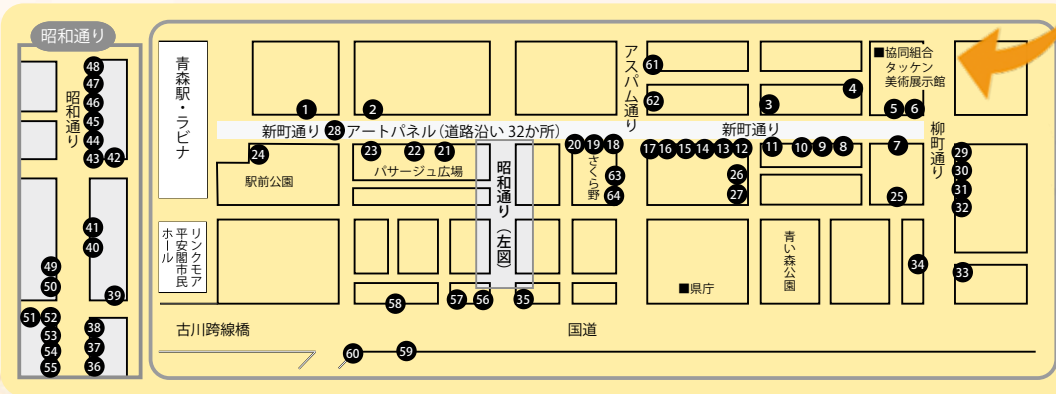 昭和通り
48
47
46
45
44
43
42
昭和通り
41
40
49
50
39
51
52
53
54
55
38
37
36
青森駅・ラビナ
リンクモア
平安閣市民
ホール
1
2
アスパム通り
61
62
3
4
■協同組合
タッケン
美術展示館
5
6
新町通り
28
アートパネル（道路沿い 32か所）
新町通り
柳町通り
24
駅前公園
23
22
21
パサージュ広場
昭和通り（左図）
20
19
18
さくら野
63
64
17
16
15
14
13
12
26
27
11
10
9
8
7
25
29
30
31
32
33
34
青い森公園
■県庁
58
57
56
35
古川跨線橋
国道
60
59